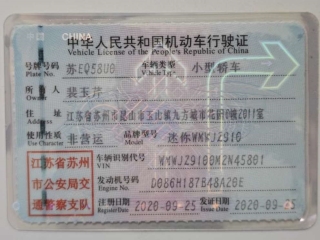 中华人民共和国机动车行驶证
Vehicle License of the People's Republic of China
号牌号码 苏EQ58U0 车辆类型 小型轿车
Plate No. Vehicle Type
所有人 裴玉芹
Owner
住址 江苏省苏州市昆山市玉山镇九方城市花园6幢2011室
Address
使用性质 非营运 品牌型号 迷你WMWJZ910
Use Character Model
江苏省苏州
市公安局交
通警察支队
车辆识别代号
VIN
发动机号码
Engine No.
注册日期 2020-09-25 发证日期 2020-09-25
Register Date Issue Date